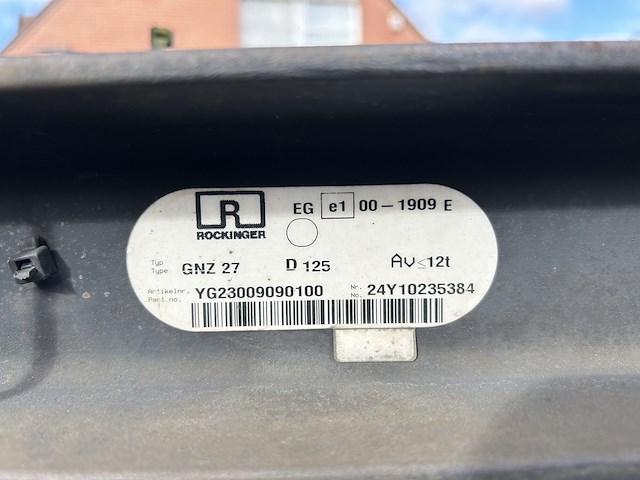 R
ROCKINGER
EG e1 00-1909 E
Typ
Type GNZ 27 D 125 Av≤12t
Artikelnr.
Part no. YG23009090100
Nr.
No. 24Y10235384